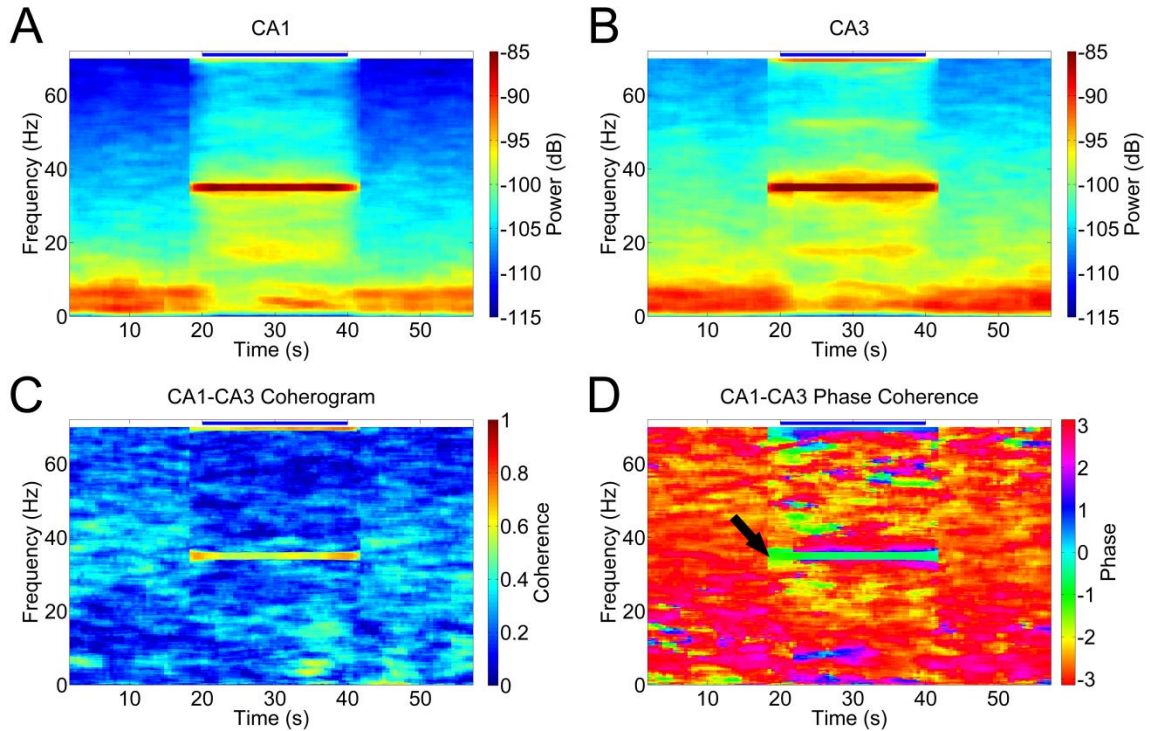 A
CA1
Frequency (Hz)
60
40
20
0
10 20 30 40 50
Time (s)
-85
-90
-95
-100
-105
-110
-115
Power (dB)
B
CA3
Frequency (Hz)
60
40
20
0
10 20 30 40 50
Time (s)
-85
-90
-95
-100
-105
-110
-115
Power (dB)
C
CA1-CA3 Coherogram
Frequency (Hz)
60
40
20
0
10 20 30 40 50
Time (s)
1
0.8
0.6
0.4
0.2
0
Coherence
D
CA1-CA3 Phase Coherence
Frequency (Hz)
60
40
20
0
10 20 30 40 50
Time (s)
3
2
1
0
-1
-2
-3
Phase